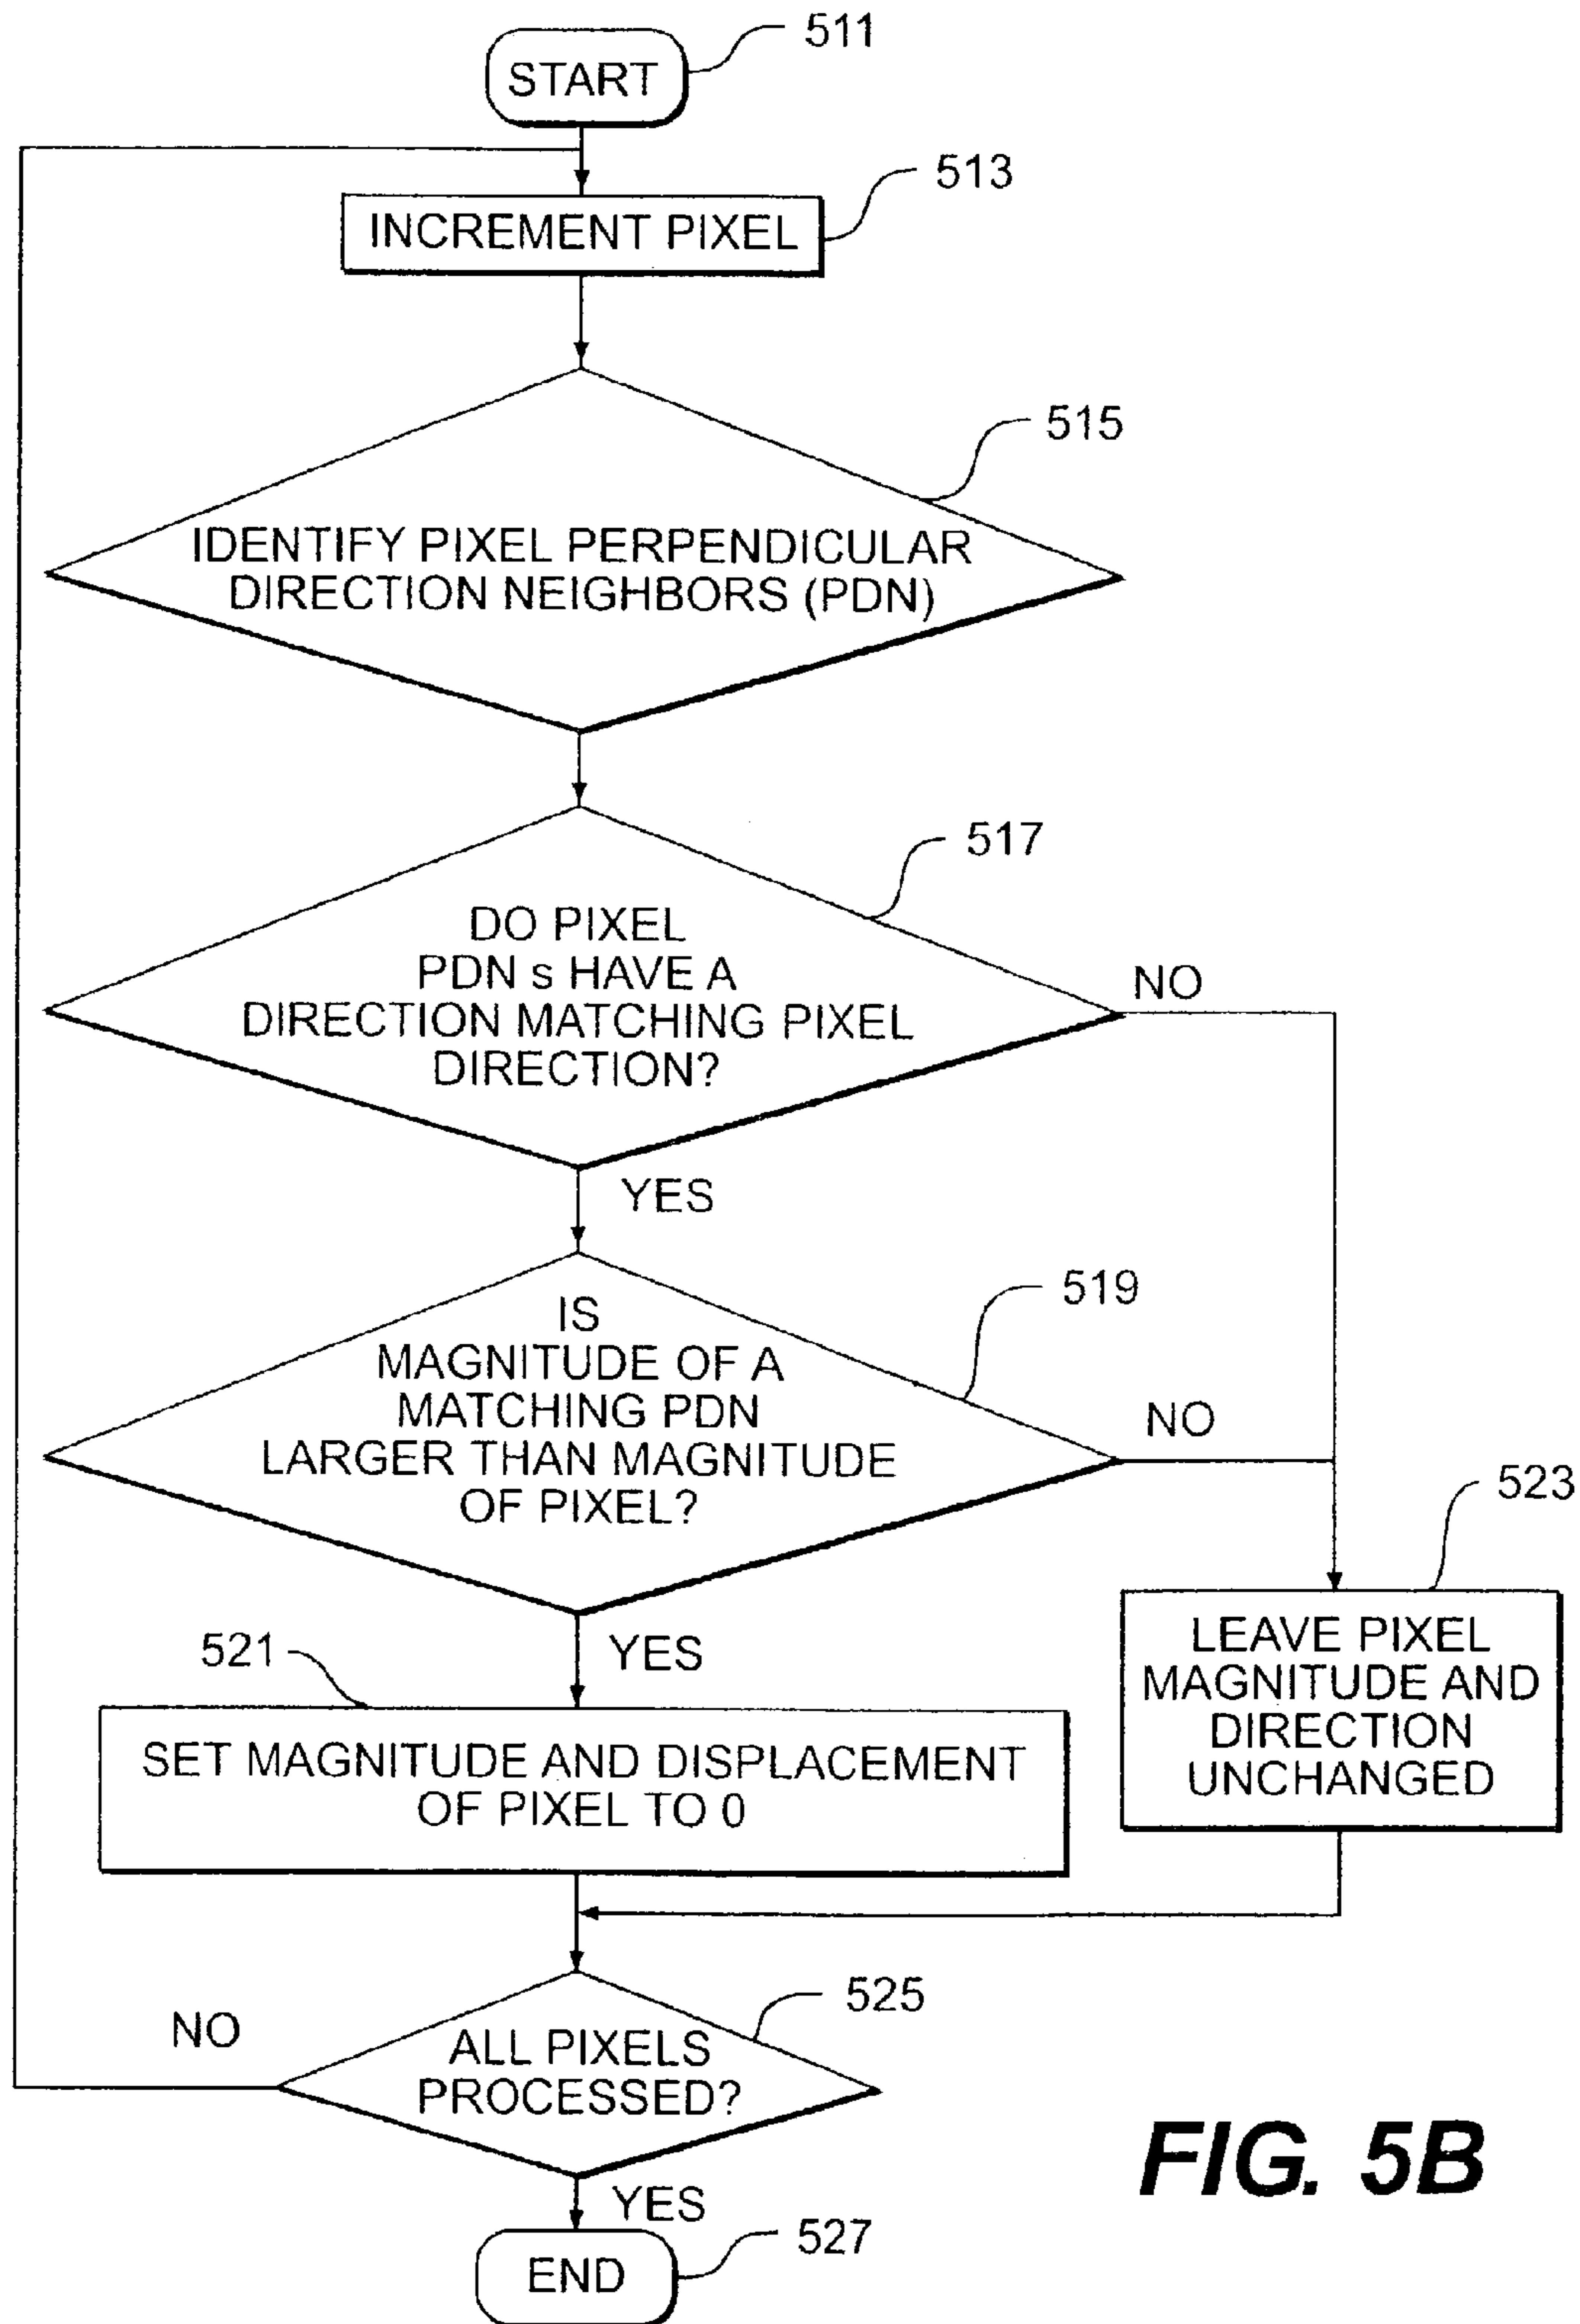 START
511
INCREMENT PIXEL
513
515
IDENTIFY PIXEL PERPENDICULAR
DIRECTION NEIGHBORS (PDN)
517
DO PIXEL
PDN s HAVE A
DIRECTION MATCHING PIXEL
DIRECTION?
NO
YES
519
IS
MAGNITUDE OF A
MATCHING PDN
LARGER THAN MAGNITUDE
OF PIXEL?
NO
YES
521
SET MAGNITUDE AND DISPLACEMENT
OF PIXEL TO 0
523
LEAVE PIXEL
MAGNITUDE AND
DIRECTION
UNCHANGED
525
ALL PIXELS
PROCESSED?
NO
YES
527
END
FIG. 5B